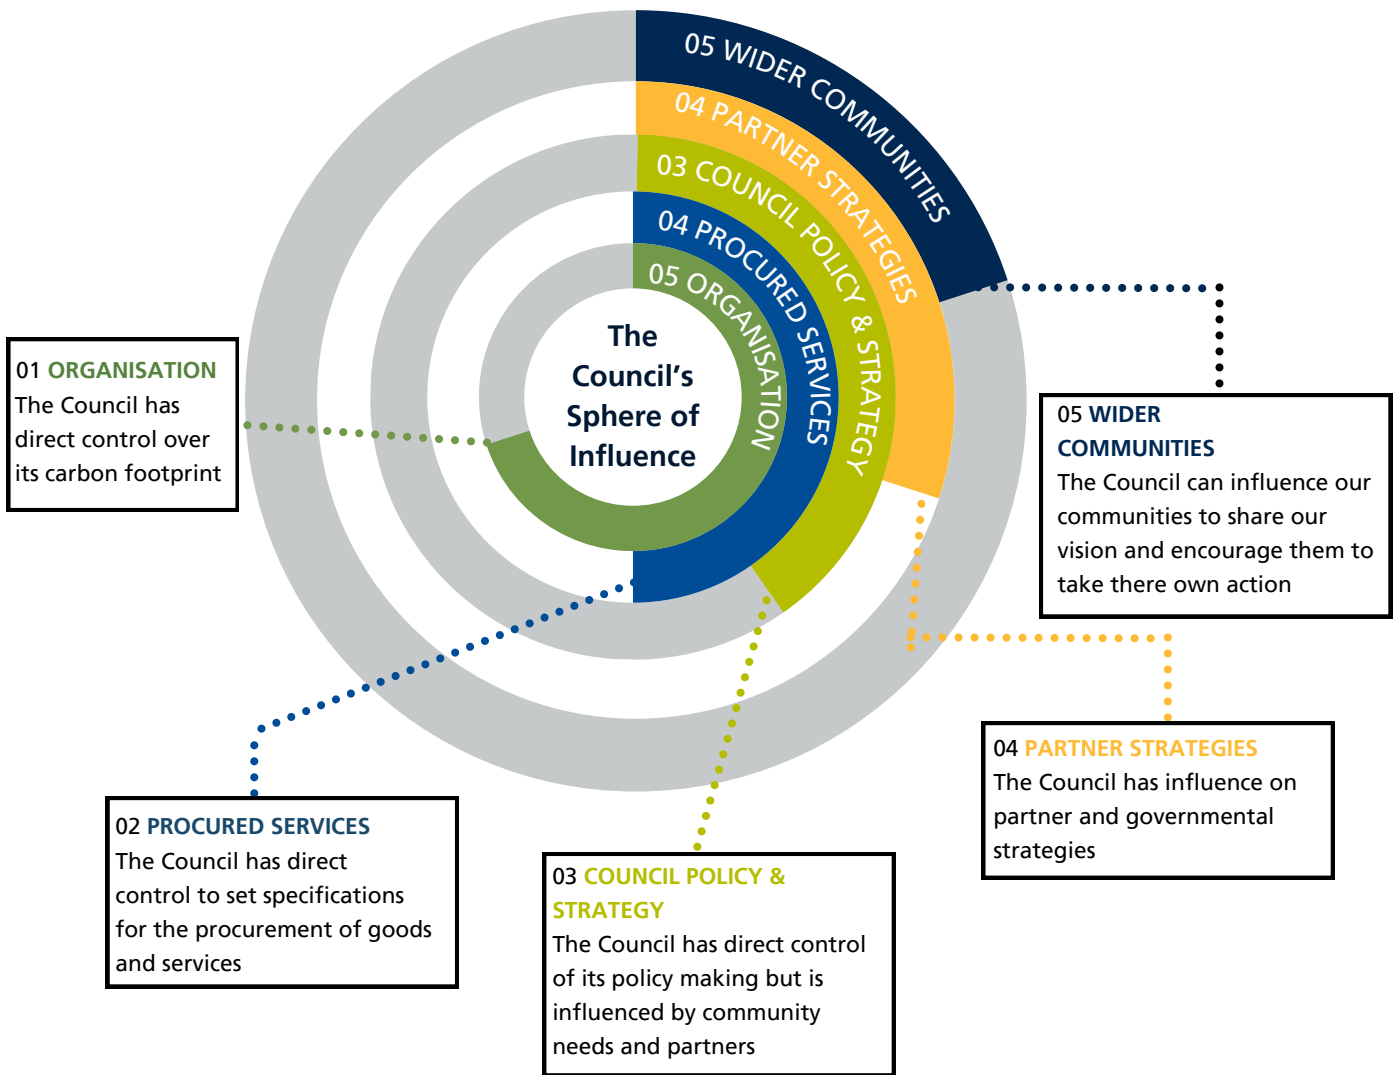 05 WIDER COMMUNITIES
04 PARTNER STRATEGIES
03 COUNCIL POLICY & STRATEGY
04 PROCURED SERVICES
05 ORGANISATION
The
Council's
Sphere of
Influence
01 ORGANISATION
The Council has
direct control over
its carbon footprint
05 WIDER
COMMUNITIES
The Council can influence our
communities to share our
vision and encourage them to
take there own action
04 PARTNER STRATEGIES
The Council has influence on
partner and governmental
strategies
02 PROCURED SERVICES
The Council has direct
control to set specifications
for the procurement of goods
and services
03 COUNCIL POLICY &
STRATEGY
The Council has direct control
of its policy making but is
influenced by community
needs and partners